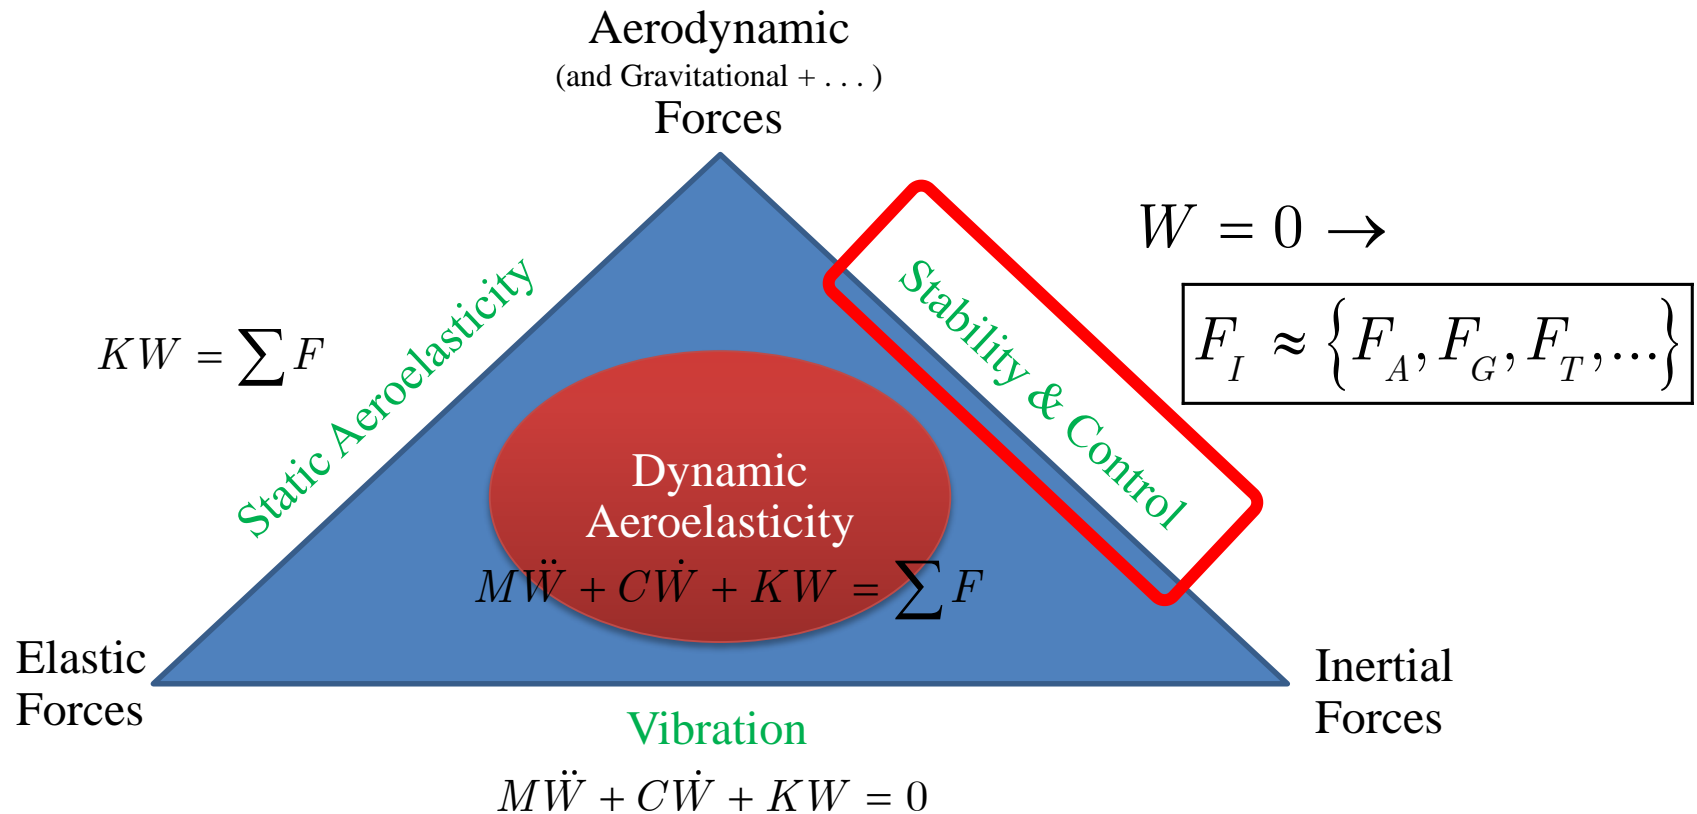 Aerodynamic
(and Gravitational + . . . )
Forces
W = 0 →
F_I ≈ {F_A, F_G, F_T, ...}
Stability & Control
Static Aeroelasticity
KW = ∑ F
Dynamic
Aeroelasticity
MẄ + CẆ + KW = ∑ F
Elastic
Forces
Inertial
Forces
Vibration
MẄ + CẆ + KW = 0